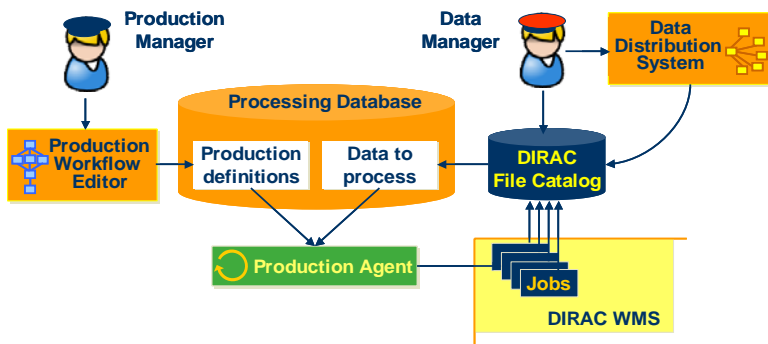 Production
Manager
Data
Manager
Data
Distribution
System
Processing Database
Production
Workflow
Editor
Production
definitions
Data to
process
DIRAC
File Catalog
Production Agent
Jobs
DIRAC WMS